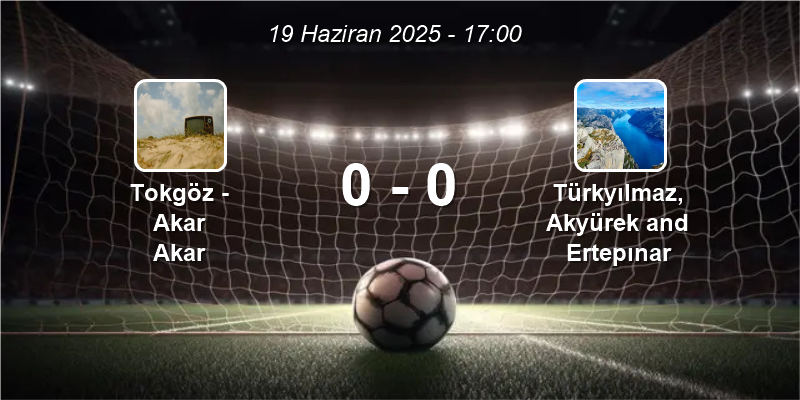 19 Haziran 2025 - 17:00
0 - 0
Tokgöz -
Akar
Akar
Türkyılmaz,
Akyürek and
Ertepınar